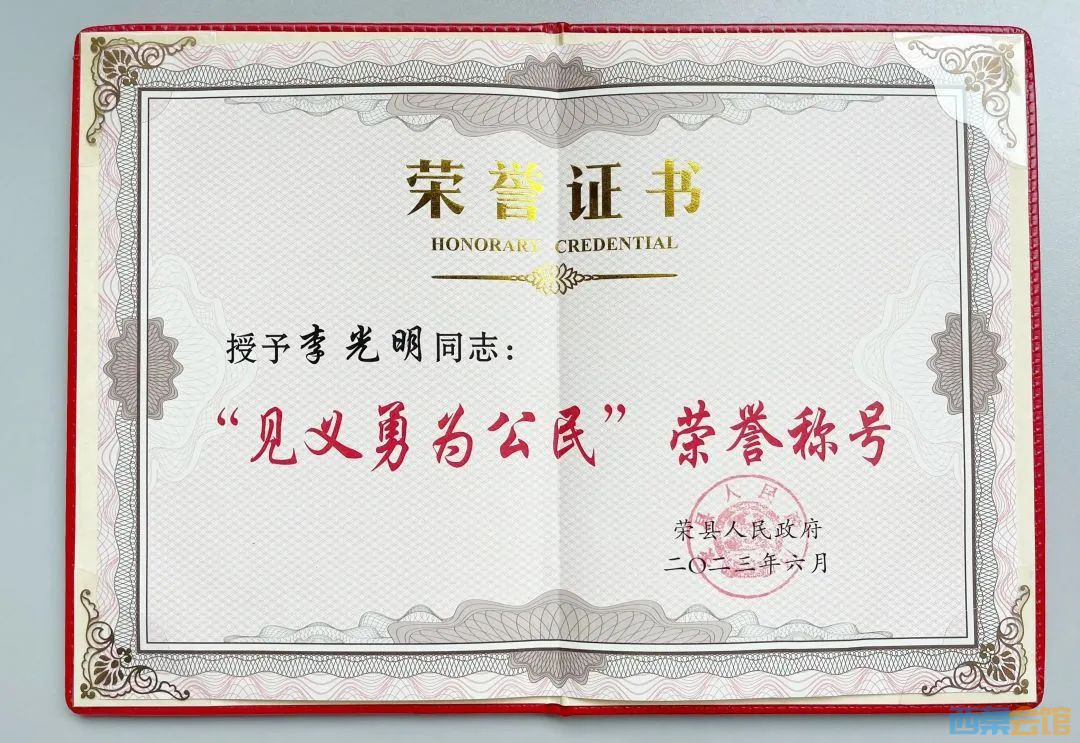 荣誉证书
HONORARY CREDENTIAL
授予李光明同志：
“见义勇为公民”荣誉称号
荣县人民政府
二〇二三年六月
西蒙会馆